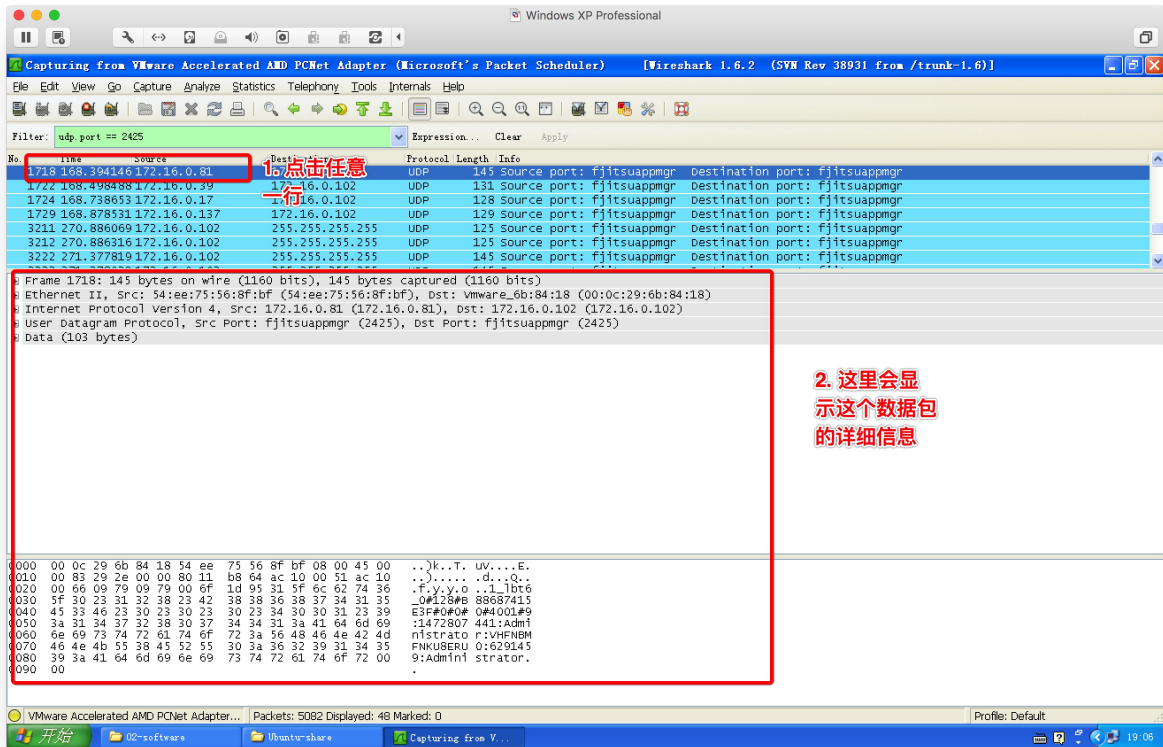 Windows XP Professional
Capturing from VMware Accelerated AMD PCNet Adapter (Microsoft's Packet Scheduler) [Wireshark 1.6.2 (SVN Rev 38931 from /trunk-1.6)]
File Edit View Go Capture Analyze Statistics Telephony Tools Internals Help
Filter: udp.port == 2425 Expression... Clear Apply
No. Time Source Protocol Length Info
1718 168.394146 172.16.0.81 UDP 145 Source port: fjitsuappmgr Destination port: fjitsuappmgr
1722 168.498488 172.16.0.39 172.16.0.102 UDP 131 Source port: fjitsuappmgr Destination port: fjitsuappmgr
1724 168.738653 172.16.0.17 172.16.0.102 UDP 128 Source port: fjitsuappmgr Destination port: fjitsuappmgr
1729 168.878531 172.16.0.137 172.16.0.102 UDP 129 Source port: fjitsuappmgr Destination port: fjitsuappmgr
3211 270.886069 172.16.0.102 255.255.255.255 UDP 125 Source port: fjitsuappmgr Destination port: fjitsuappmgr
3212 270.886316 172.16.0.102 255.255.255.255 UDP 125 Source port: fjitsuappmgr Destination port: fjitsuappmgr
3222 271.377819 172.16.0.102 255.255.255.255 UDP 125 Source port: fjitsuappmgr Destination port: fjitsuappmgr
1. 点击任意
一行
Frame 1718: 145 bytes on wire (1160 bits), 145 bytes captured (1160 bits)
Ethernet II, Src: 54:ee:75:56:8f:bf (54:ee:75:56:8f:bf), Dst: Vmware_6b:84:18 (00:0c:29:6b:84:18)
Internet Protocol Version 4, Src: 172.16.0.81 (172.16.0.81), Dst: 172.16.0.102 (172.16.0.102)
User Datagram Protocol, Src Port: fjitsuappmgr (2425), Dst Port: fjitsuappmgr (2425)
Data (103 bytes)
2. 这里会显
示这个数据包
的详细信息
0000 00 0c 29 6b 84 18 54 ee 75 56 8f bf 08 00 45 00 ..)k..T. uV....E.
0010 00 83 29 2e 00 00 80 11 b8 64 ac 10 00 51 ac 10 ..)..... .d...Q..
0020 00 66 09 79 09 79 00 6f 1d 95 31 5f 6c 62 74 36 .f.y.y.o ..1_lbt6
0030 5f 30 23 31 32 38 23 42 38 38 36 38 37 34 31 35 _0#128#B 88687415
0040 45 33 46 23 30 23 30 23 30 23 34 30 30 31 23 39 E3F#0#0# 0#4001#9
0050 3a 31 34 37 32 38 30 37 34 34 31 3a 41 64 6d 69 :1472807 441:Admi
0060 6e 69 73 74 72 61 74 6f 72 3a 56 48 46 4e 42 4d nistrato r:VHFNBM
0070 46 4e 4b 55 38 45 52 55 30 3a 36 32 39 31 34 35 FNKU8ERU 0:629145
0080 39 3a 41 64 6d 69 6e 69 73 74 72 61 74 6f 72 00 9:Admini strator.
0090 00 .
VMware Accelerated AMD PCNet Adapter... Packets: 5082 Displayed: 48 Marked: 0 Profile: Default
开始 02-software Ubuntu-share Capturing from V... 19:06